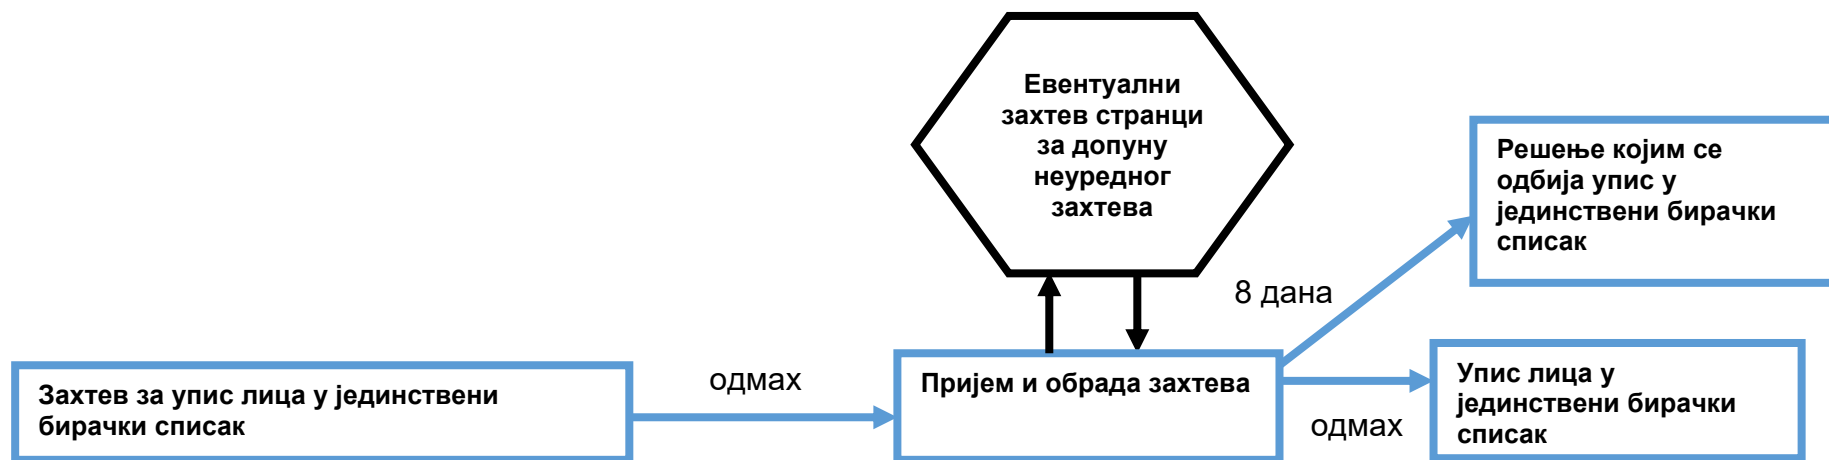 Евентуални
захтев странци
за допуну
неуредног
захтева
Решење којим се
одбија упис у
јединствени бирачки
списак
8 дана
Захтев за упис лица у јединствени
бирачки списак
одмах
Пријем и обрада захтева
одмах
Упис лица у
јединствени бирачки
списак